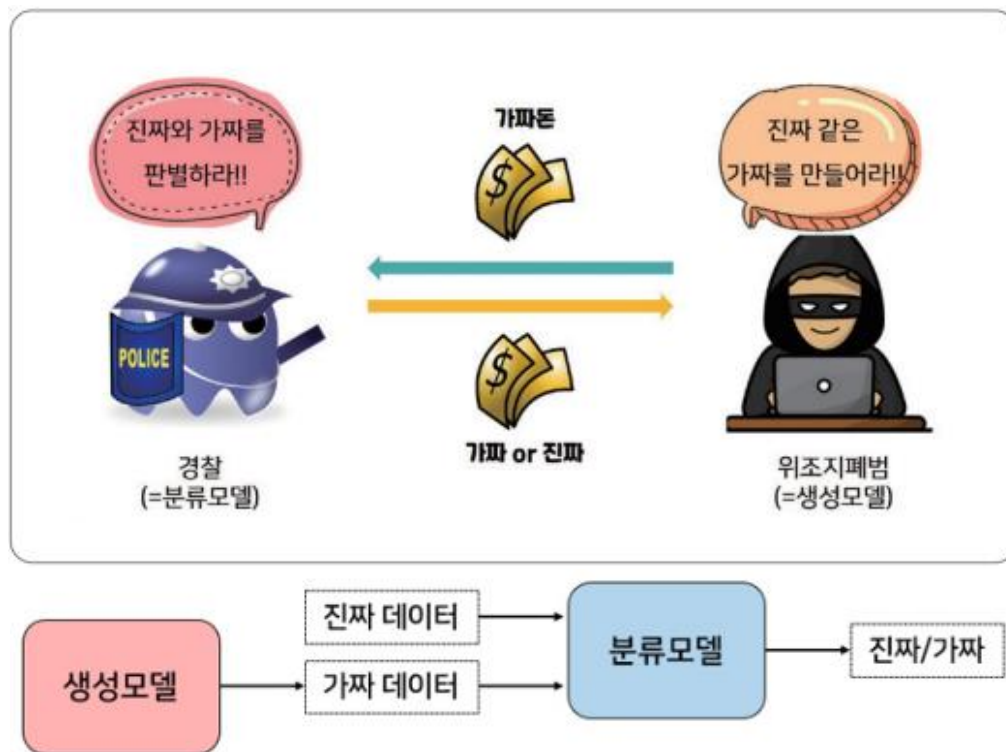 진짜와 가짜를
판별하라!!
가짜돈
진짜 같은
가짜를 만들어라!!
$
POLICE
$
가짜 or 진짜
경찰
(=분류모델)
위조지폐범
(=생성모델)
진짜 데이터
분류모델
진짜/가짜
생성모델
가짜 데이터